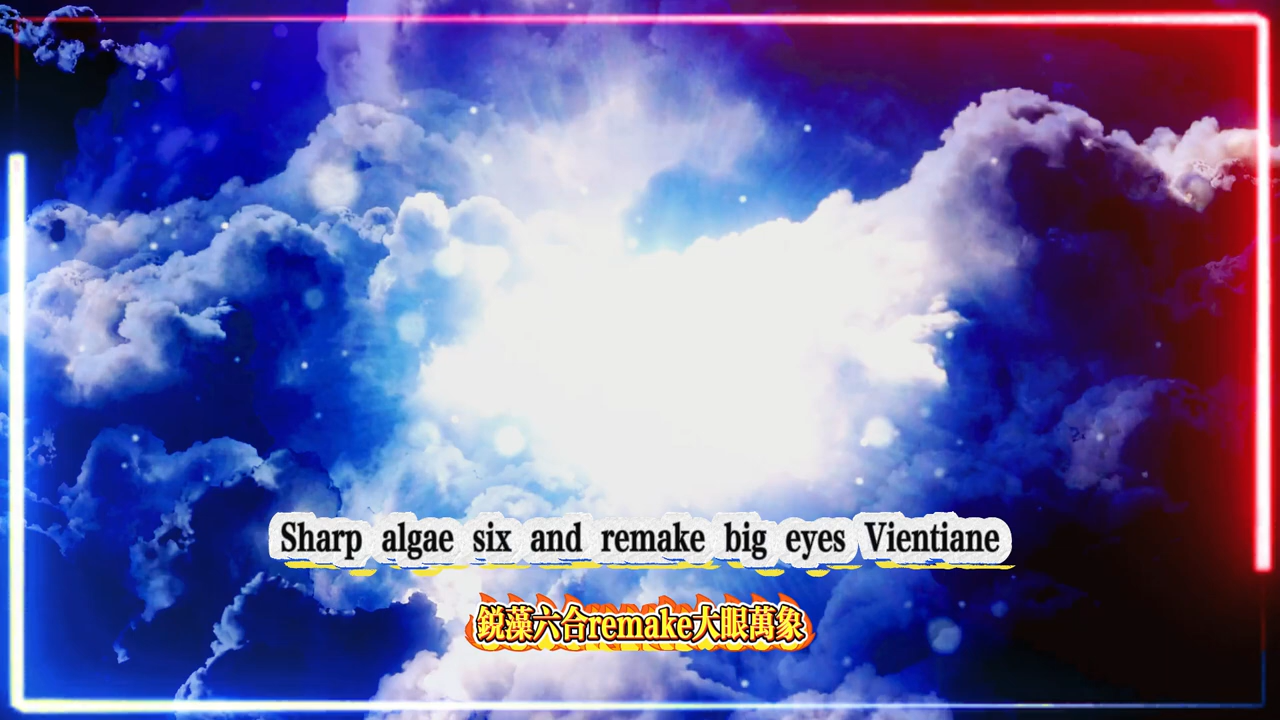 Sharp algae six and remake big eyes Vientiane
鋭藻六合remake大眼萬象